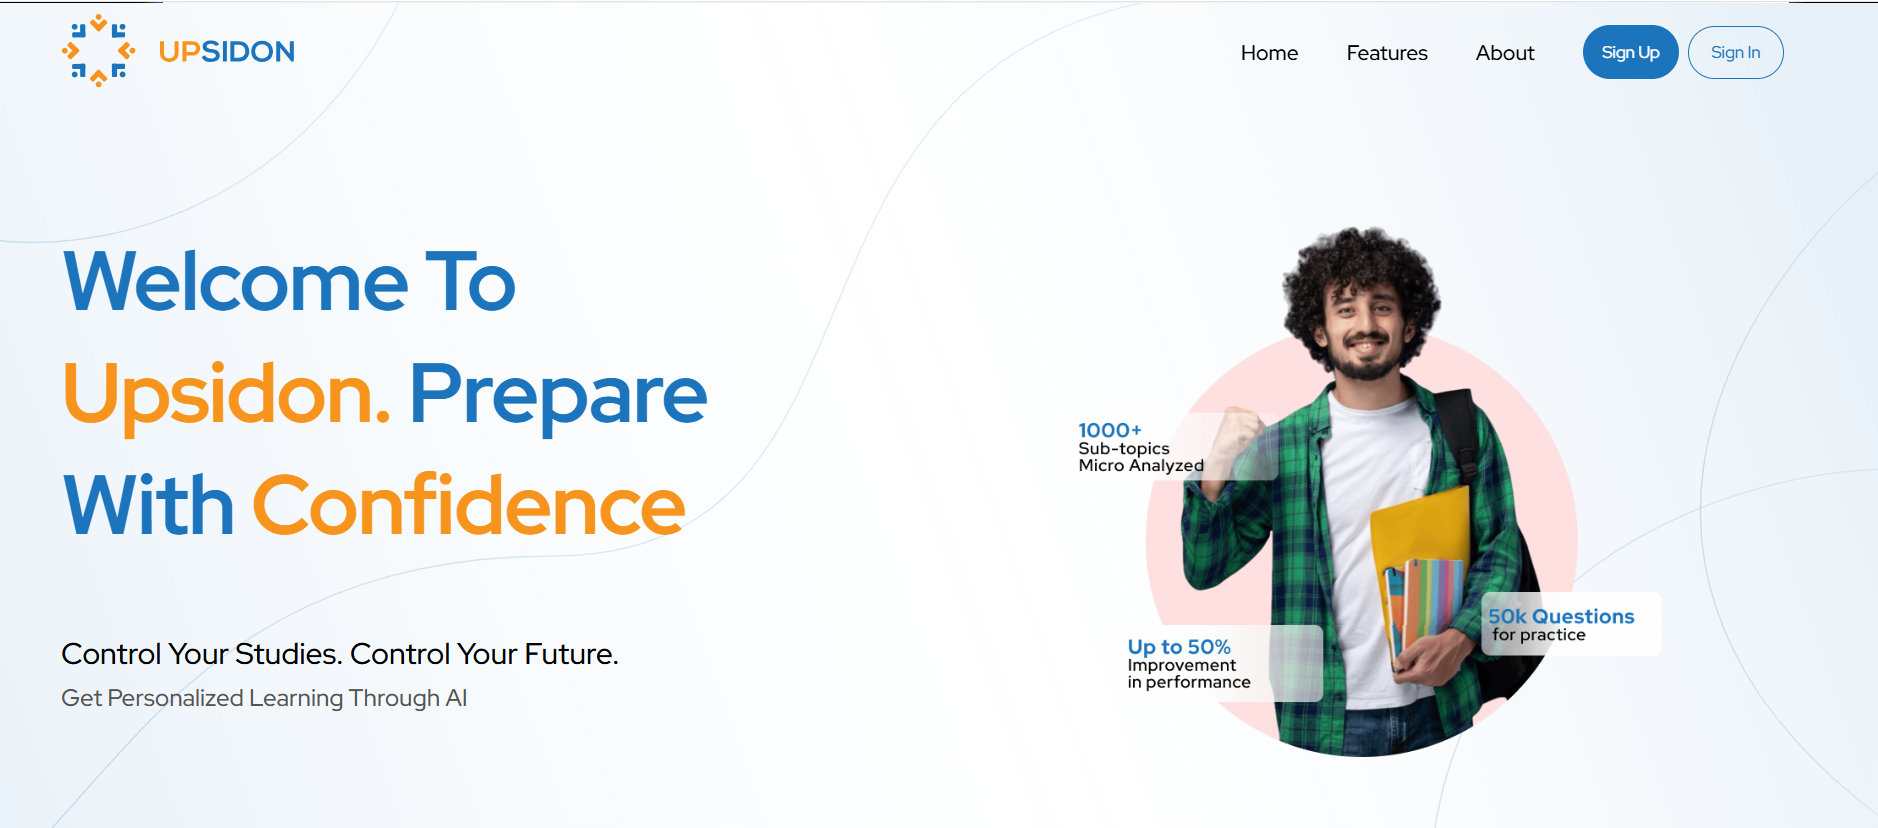 UPSIDON
Home
Features
About
Sign Up
Sign In
Welcome To
Upsidon. Prepare
With Confidence
Control Your Studies. Control Your Future.
Get Personalized Learning Through AI
1000+
Sub-topics
Micro Analyzed
Up to 50%
Improvement
in performance
50k Questions
for practice